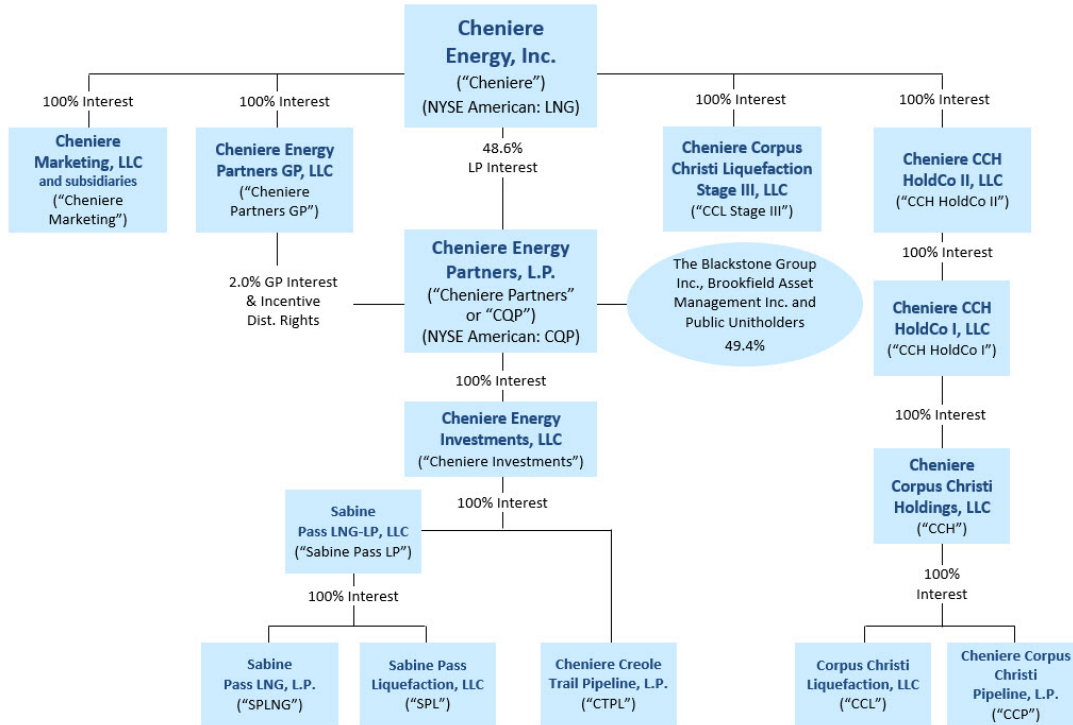 Cheniere
Energy, Inc.
(“Cheniere”)
(NYSE American: LNG)
100% Interest
100% Interest
100% Interest
100% Interest
Cheniere
Marketing, LLC
and subsidiaries
(“Cheniere
Marketing”)
Cheniere Energy
Partners GP, LLC
(“Cheniere
Partners GP”)
48.6%
LP Interest
Cheniere Corpus
Christi Liquefaction
Stage III, LLC
(“CCL Stage III”)
Cheniere CCH
HoldCo II, LLC
(“CCH HoldCo II”)
2.0% GP Interest
& Incentive
Dist. Rights
Cheniere Energy
Partners, L.P.
(“Cheniere Partners”
or “CQP”)
(NYSE American: CQP)
The Blackstone Group
Inc., Brookfield Asset
Management Inc. and
Public Unitholders
49.4%
100% Interest
Cheniere CCH
HoldCo I, LLC
(“CCH HoldCo I”)
100% Interest
Cheniere Energy
Investments, LLC
(“Cheniere Investments”)
100% Interest
Cheniere
Corpus Christi
Holdings, LLC
(“CCH”)
100% Interest
Sabine
Pass LNG-LP, LLC
(“Sabine Pass LP”)
100% Interest
100%
Interest
Sabine
Pass LNG, L.P.
(“SPLNG”)
Sabine Pass
Liquefaction, LLC
(“SPL”)
Cheniere Creole
Trail Pipeline, L.P.
(“CTPL”)
Corpus Christi
Liquefaction, LLC
(“CCL”)
Cheniere Corpus
Christi
Pipeline, L.P.
(“CCP”)